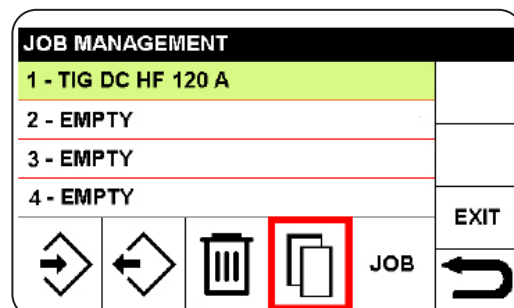 JOB MANAGEMENT
1 - TIG DC HF 120 A
2 - EMPTY
3 - EMPTY
4 - EMPTY
EXIT
JOB